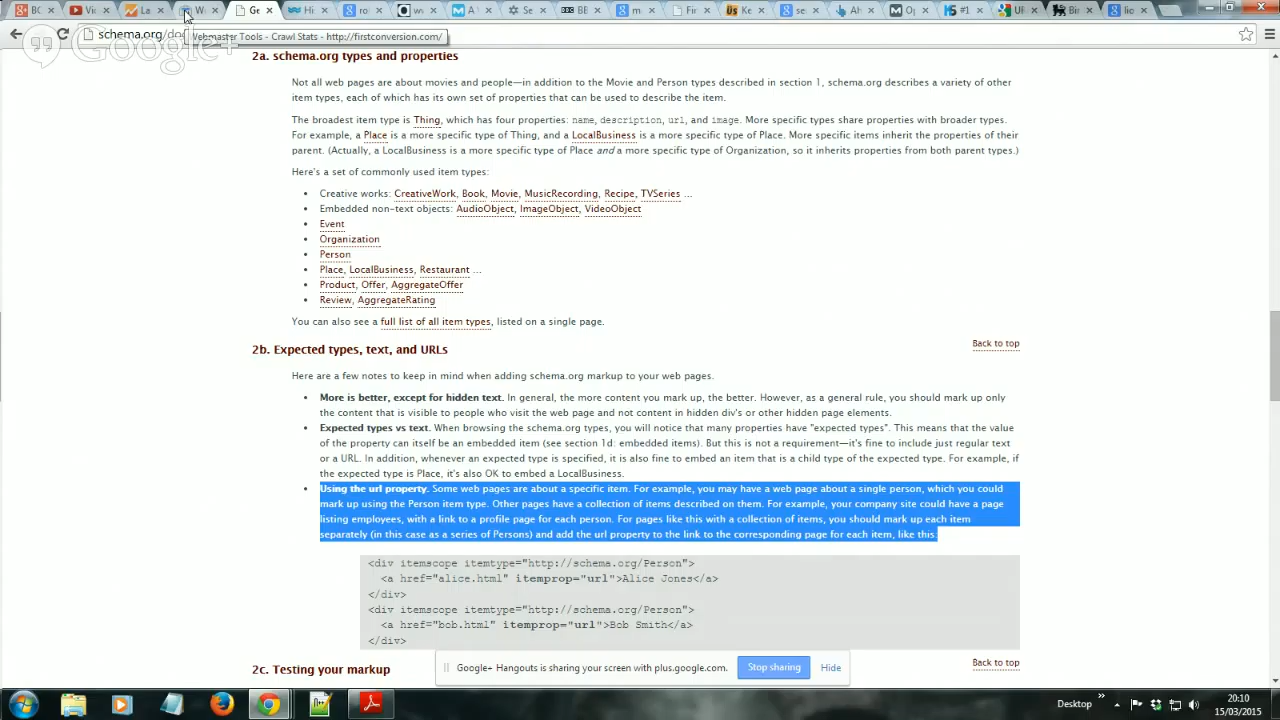 BC
Vi
La
W
Ge
Hi
ro
w
As
Se
BE
m
Fir
Ke
se
Ah
Op
#1
UF
Bir
lio
schema.org/do
Webmaster Tools - Crawl Stats - http://firstconversion.com/
Google+
2a. schema.org types and properties
Not all web pages are about movies and people—in addition to the Movie and Person types described in section 1, schema.org describes a variety of other
item types, each of which has its own set of properties that can be used to describe the item.
The broadest item type is Thing, which has four properties: name, description, url, and image. More specific types share properties with broader types.
For example, a Place is a more specific type of Thing, and a LocalBusiness is a more specific type of Place. More specific items inherit the properties of their
parent. (Actually, a LocalBusiness is a more specific type of Place and a more specific type of Organization, so it inherits properties from both parent types.)
Here's a set of commonly used item types:
• Creative works: CreativeWork, Book, Movie, MusicRecording, Recipe, TVSeries ...
• Embedded non-text objects: AudioObject, ImageObject, VideoObject
• Event
• Organization
• Person
• Place, LocalBusiness, Restaurant ...
• Product, Offer, AggregateOffer
• Review, AggregateRating
You can also see a full list of all item types, listed on a single page.
Back to top
2b. Expected types, text, and URLs
Here are a few notes to keep in mind when adding schema.org markup to your web pages.
• More is better, except for hidden text. In general, the more content you mark up, the better. However, as a general rule, you should mark up only
the content that is visible to people who visit the web page and not content in hidden div's or other hidden page elements.
• Expected types vs text. When browsing the schema.org types, you will notice that many properties have "expected types". This means that the value
of the property can itself be an embedded item (see section 1d: embedded items). But this is not a requirement—it's fine to include just regular text
or a URL. In addition, whenever an expected type is specified, it is also fine to embed an item that is a child type of the expected type. For example, if
the expected type is Place, it's also OK to embed a LocalBusiness.
• Using the url property. Some web pages are about a specific item. For example, you may have a web page about a single person, which you could
mark up using the Person item type. Other pages have a collection of items described on them. For example, your company site could have a page
listing employees, with a link to a profile page for each person. For pages like this with a collection of items, you should mark up each item
separately (in this case as a series of Persons) and add the url property to the link to the corresponding page for each item, like this:
<div itemscope itemtype="http://schema.org/Person">
<a href="alice.html" itemprop="url">Alice Jones</a>
</div>
<div itemscope itemtype="http://schema.org/Person">
<a href="bob.html" itemprop="url">Bob Smith</a>
</div>
Back to top
2c. Testing your markup
Google+ Hangouts is sharing your screen with plus.google.com.
Stop sharing
Hide
Desktop
20:10
15/03/2015